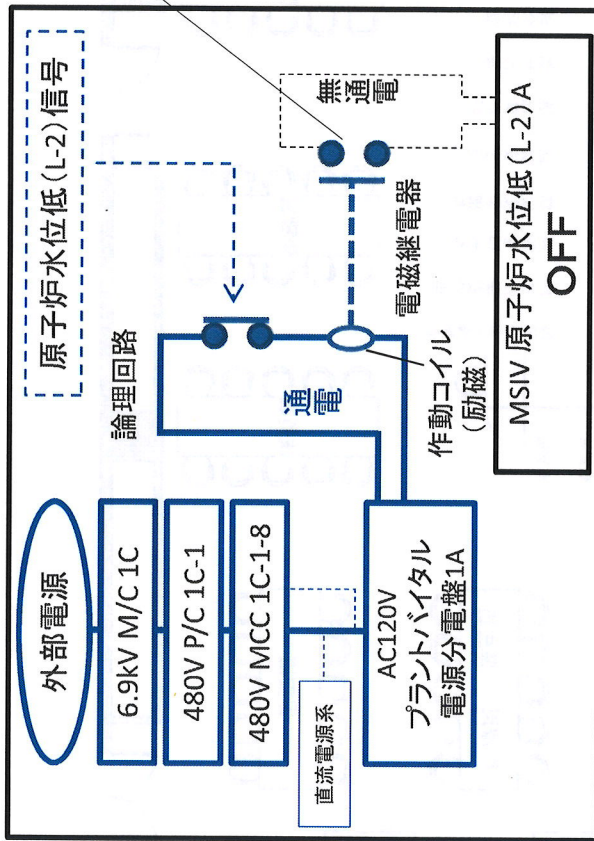 外部電源
6.9kV M/C 1C
480V P/C 1C-1
480V MCC 1C-1-8
直流電源系
AC120V
プラントバイタル
電源分電盤1A
原子炉水位低(L-2)信号
論理回路
通電
作動コイル
(励磁)
電磁継電器
無通電
MSIV 原子炉水位低(L-2)A
OFF